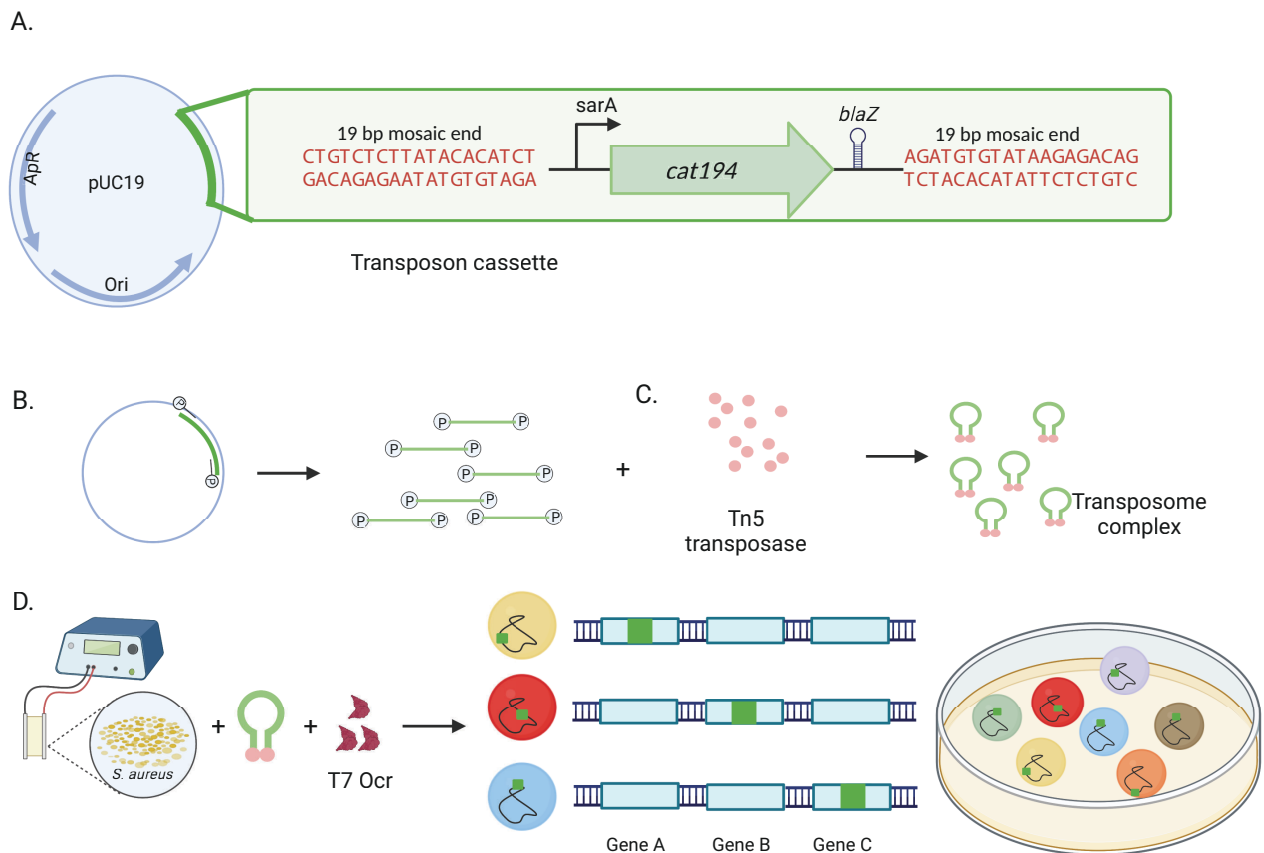 A.
ApR
pUC19
Ori
19 bp mosaic end
CTGTCTCTTATACACATCT
GACAGAGAATATGTGTAGA
sarA
cat194
blaZ
19 bp mosaic end
AGATGTGTATAAGAGACAG
TCTACACATATTCTCTGTC
Transposon cassette
B.
P
P
P P
P P
P P
P P
P P
P P
+
C.
Tn5
transposase
Transposome
complex
D.
S. aureus
+
+
T7 Ocr
Gene A
Gene B
Gene C